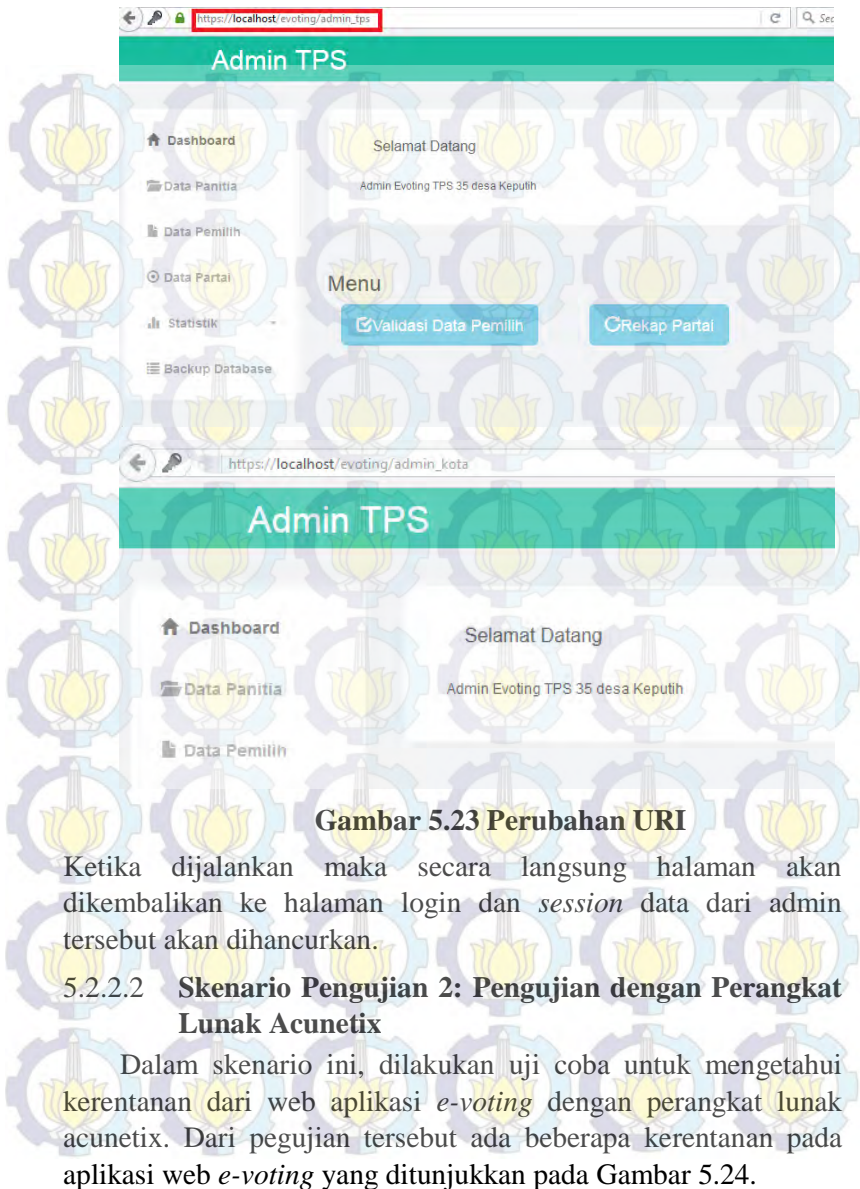 https://localhost/evoting/admin_tps
Sec
Admin TPS
Dashboard
Selamat Datang
Data Panitia
Admin Evoting TPS 35 desa Keputih
Data Pemilih
Data Partai
Menu
Statistik
Validasi Data Pemilih
Rekap Partai
Backup Database
https://localhost/evoting/admin_kota
Admin TPS
Dashboard
Selamat Datang
Data Panitia
Admin Evoting TPS 35 desa Keputih
Data Pemilih
Gambar 5.23 Perubahan URI
Ketika dijalankan maka secara langsung halaman akan
dikembalikan ke halaman login dan session data dari admin
tersebut akan dihancurkan.
5.2.2.2 Skenario Pengujian 2: Pengujian dengan Perangkat
Lunak Acunetix
Dalam skenario ini, dilakukan uji coba untuk mengetahui
kerentanan dari web aplikasi e-voting dengan perangkat lunak
acunetix. Dari pegujian tersebut ada beberapa kerentanan pada
aplikasi web e-voting yang ditunjukkan pada Gambar 5.24.